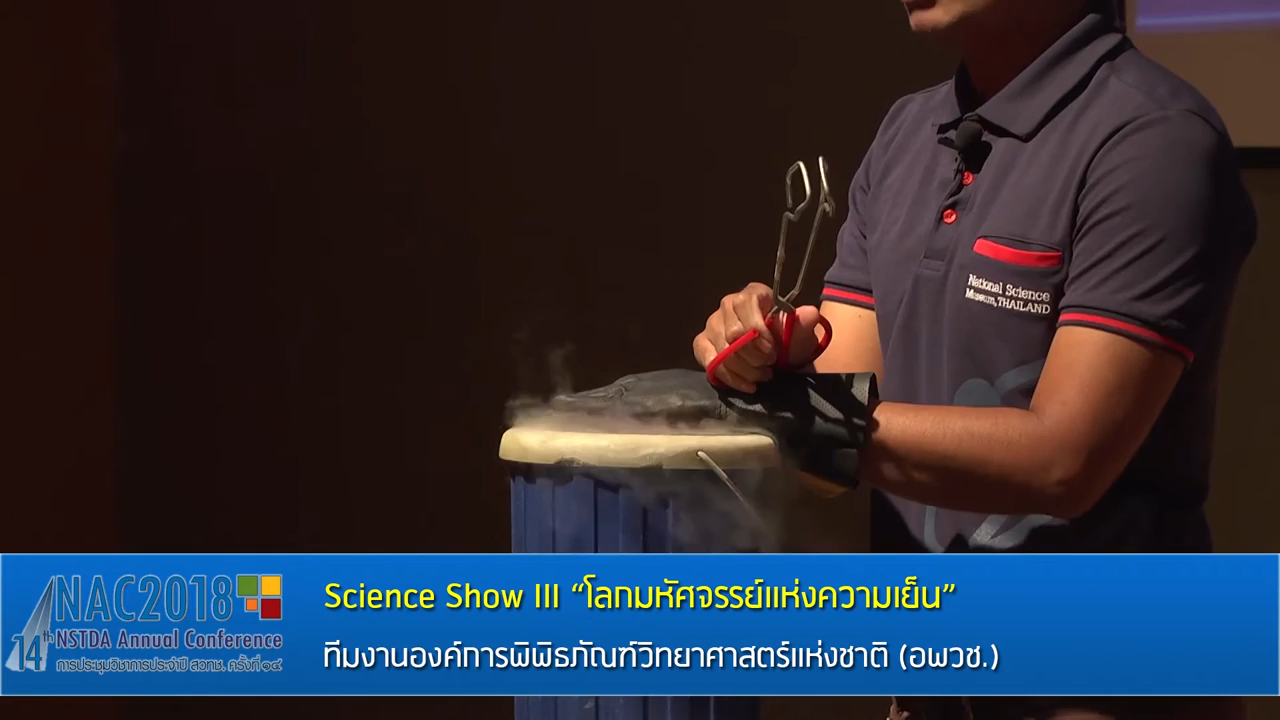 National Science
Museum, THAILAND
NAC2018
14th NSTDA Annual Conference
การประชุมวิชาการประจำปี สวทช. ครั้งที่ ๑๔
Science Show III “โลกมหัศจรรย์แห่งความเย็น”
ทีมงานองค์การพิพิธภัณฑ์วิทยาศาสตร์แห่งชาติ (อพวช.)